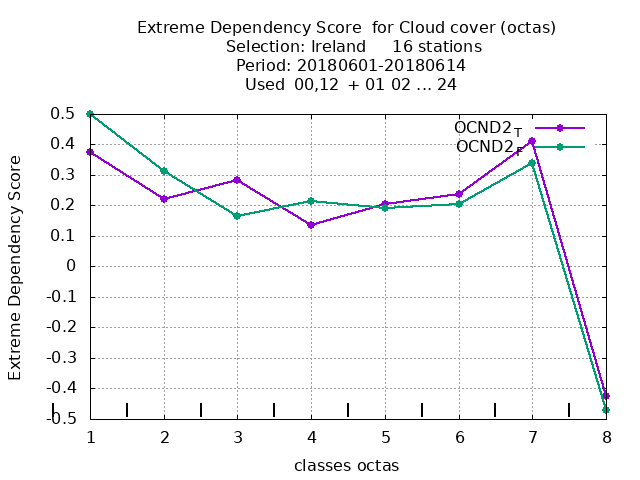 Extreme Dependency Score  for Cloud cover (octas)
Selection: Ireland     16 stations
Period: 20180601-20180614
Used  00,12  + 01 02 ... 24
OCND2_T
OCND2_F
Extreme Dependency Score
0.5
0.4
0.3
0.2
0.1
0
-0.1
-0.2
-0.3
-0.4
-0.5
1 2 3 4 5 6 7 8
classes octas